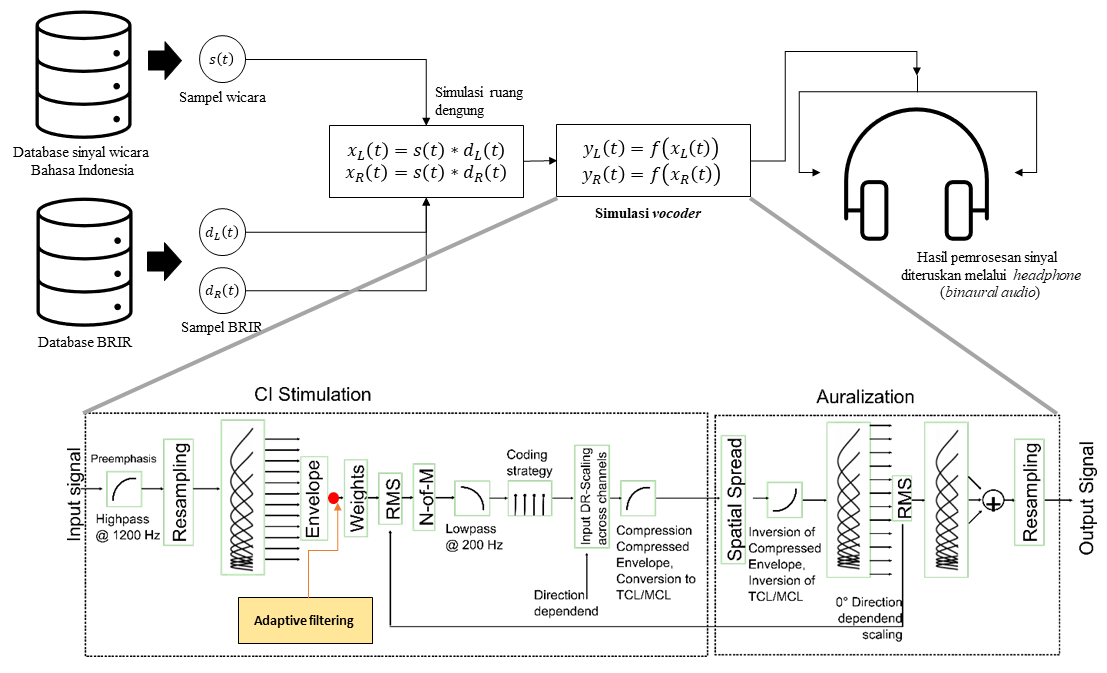 s(t)
Sampel wicara
Database sinyal wicara
Bahasa Indonesia
Simulasi ruang
dengung
x_L(t) = s(t) * d_L(t)
x_R(t) = s(t) * d_R(t)
y_L(t) = f(x_L(t))
y_R(t) = f(x_R(t))
Simulasi vocoder
d_L(t)
d_R(t)
Sampel BRIR
Database BRIR
Hasil pemrosesan sinyal
diteruskan melalui headphone
(binaural audio)
CI Stimulation
Input signal
Preemphasis
Highpass
@ 1200 Hz
Resampling
Envelope
Adaptive filtering
Weights
RMS
N-of-M
Lowpass
@ 200 Hz
Coding
strategy
Input DR-Scaling
across channels
Direction
dependend
Compression
Compressed
Envelope,
Conversion to
TCL/MCL
Auralization
Spatial Spread
Inversion of
Compressed
Envelope,
Inversion of
TCL/MCL
RMS
0° Direction
dependend
scaling
+
Resampling
Output Signal